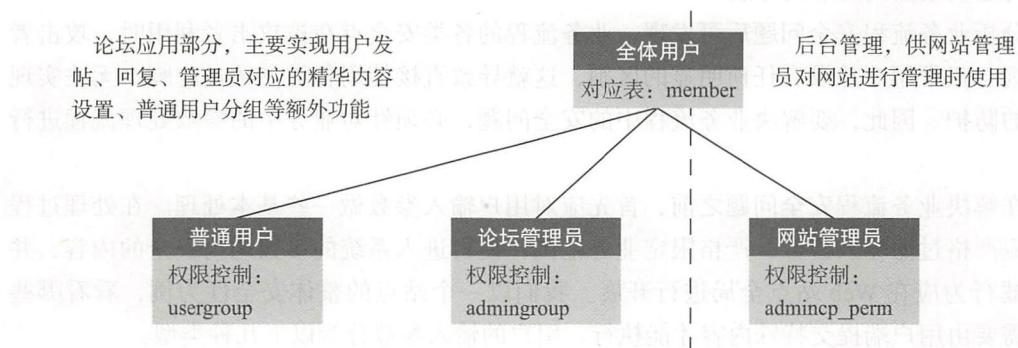 论坛应用部分，主要实现用户发
帖、回复、管理员对应的精华内容
设置、普通用户分组等额外功能
全体用户
对应表：member
后台管理，供网站管理
员对网站进行管理时使用
普通用户
权限控制：
usergroup
论坛管理员
权限控制：
admingroup
网站管理员
权限控制：
admincp_perm